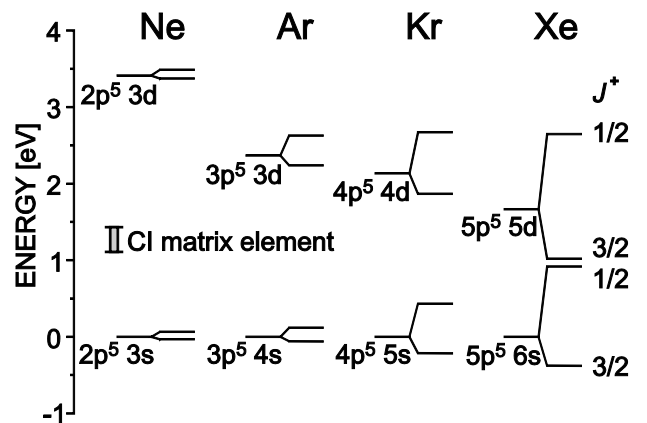 Ne Ar Kr Xe
4
3
2
1
0
-1
ENERGY [eV]
2p⁵ 3d
3p⁵ 3d
4p⁵ 4d
5p⁵ 5d
J⁺
1/2
3/2
1/2
3/2
CI matrix element
2p⁵ 3s
3p⁵ 4s
4p⁵ 5s
5p⁵ 6s